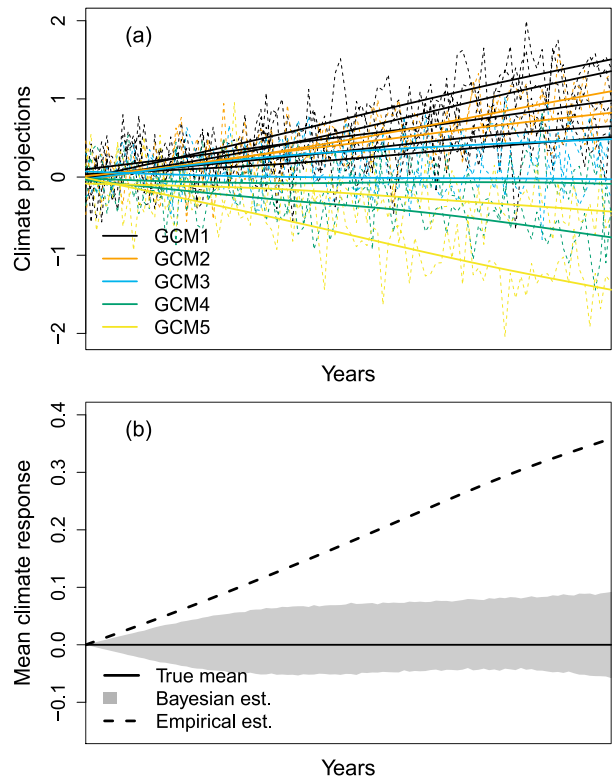 (a)
Climate projections
2
1
0
−1
−2
GCM1
GCM2
GCM3
GCM4
GCM5
Years
(b)
Mean climate response
0.4
0.3
0.2
0.1
0.0
−0.1
True mean
Bayesian est.
Empirical est.
Years